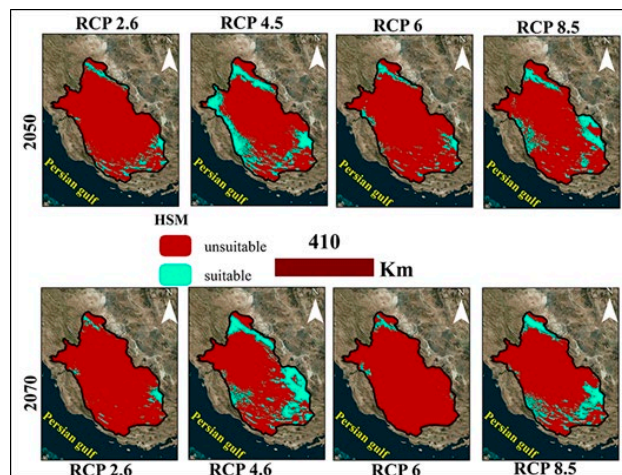 RCP 2.6 RCP 4.5 RCP 6 RCP 8.5
2050
Persian gulf Persian gulf Persian gulf Persian gulf
HSM
unsuitable
suitable
410
Km
2070
Persian gulf Persian gulf Persian gulf Persian gulf
RCP 2.6 RCP 4.6 RCP 6 RCP 8.5